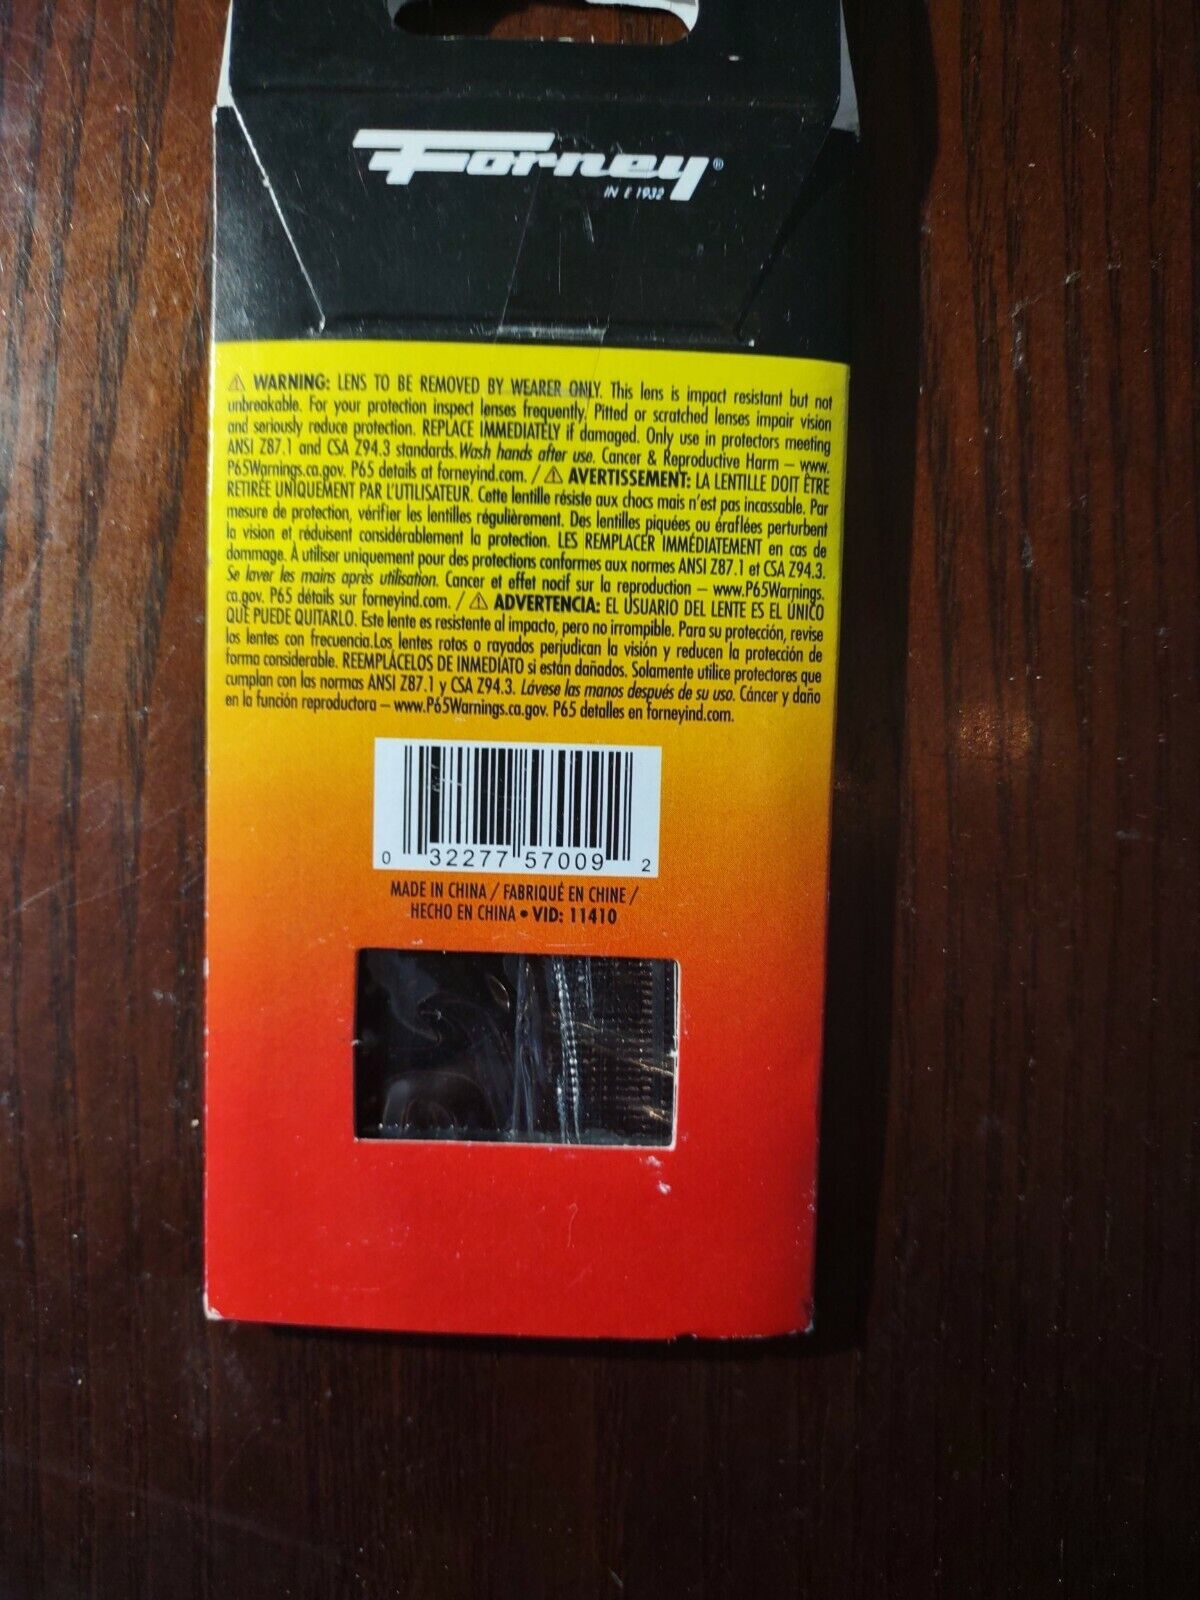 Forney®
IN E 1932
⚠ WARNING: LENS TO BE REMOVED BY WEARER ONLY. This lens is impact resistant but not
unbreakable. For your protection inspect lenses frequently. Pitted or scratched lenses impair vision
and seriously reduce protection. REPLACE IMMEDIATELY if damaged. Only use in protectors meeting
ANSI Z87.1 and CSA Z94.3 standards. Wash hands after use. Cancer & Reproductive Harm – www.
P65Warnings.ca.gov. P65 details at forneyind.com. / ⚠ AVERTISSEMENT: LA LENTILLE DOIT ÊTRE
RETIRÉE UNIQUEMENT PAR L'UTILISATEUR. Cette lentille résiste aux chocs mais n'est pas incassable. Par
mesure de protection, vérifier les lentilles régulièrement. Des lentilles piquées ou éraflées perturbent
la vision et réduisent considérablement la protection. LES REMPLACER IMMÉDIATEMENT en cas de
dommage. À utiliser uniquement pour des protections conformes aux normes ANSI Z87.1 et CSA Z94.3.
Se laver les mains après utilisation. Cancer et effet nocif sur la reproduction – www.P65Warnings.
ca.gov. P65 détails sur forneyind.com. / ⚠ ADVERTENCIA: EL USUARIO DEL LENTE ES EL ÚNICO
QUE PUEDE QUITARLO. Este lente es resistente al impacto, pero no irrompible. Para su protección, revise
los lentes con frecuencia.Los lentes rotos o rayados perjudican la visión y reducen la protección de
forma considerable. REEMPLÁCELOS DE INMEDIATO si están dañados. Solamente utilice protectores que
cumplan con las normas ANSI Z87.1 y CSA Z94.3. Lávese las manos después de su uso. Cáncer y daño
en la función reproductora – www.P65Warnings.ca.gov. P65 detalles en forneyind.com.
0 32277 57009 2
MADE IN CHINA / FABRIQUÉ EN CHINE /
HECHO EN CHINA • VID: 11410